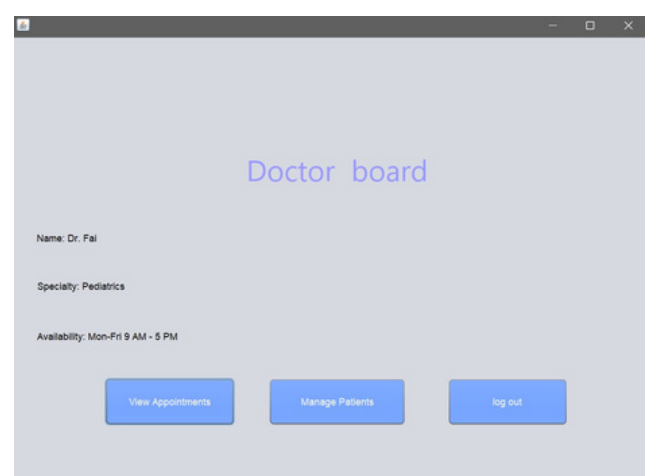 Doctor board
Name: Dr. Fai
Specialty: Pediatrics
Availability: Mon-Fri 9 AM - 5 PM
View Appointments
Manage Patients
log out